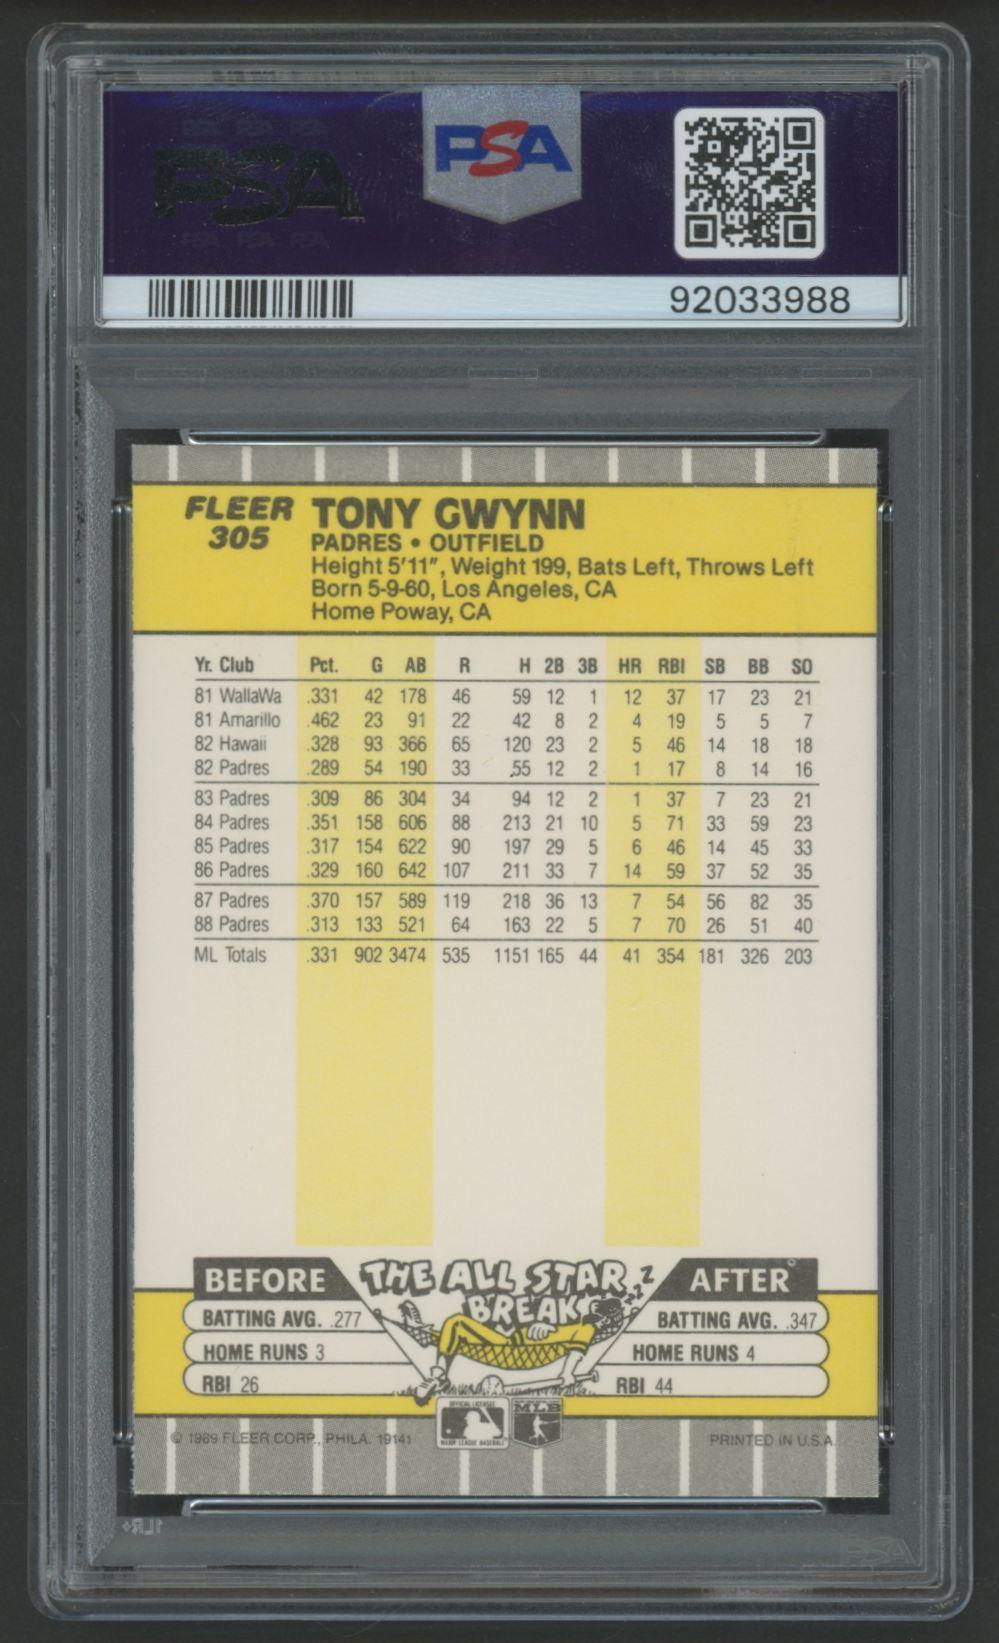 PSA
PSA
92033988
FLEER
305
TONY GWYNN
PADRES • OUTFIELD
Height 5'11", Weight 199, Bats Left, Throws Left
Born 5-9-60, Los Angeles, CA
Home Poway, CA
Yr. Club Pct. G AB R H 2B 3B HR RBI SB BB SO
81 WallaWa .331 42 178 46 59 12 1 12 37 17 23 21
81 Amarillo .462 23 91 22 42 8 2 4 19 5 5 7
82 Hawaii .328 93 366 65 120 23 2 5 46 14 18 18
82 Padres .289 54 190 33 55 12 2 1 17 8 14 16
83 Padres .309 86 304 34 94 12 2 1 37 7 23 21
84 Padres .351 158 606 88 213 21 10 5 71 33 59 23
85 Padres .317 154 622 90 197 29 5 6 46 14 45 33
86 Padres .329 160 642 107 211 33 7 14 59 37 52 35
87 Padres .370 157 589 119 218 36 13 7 54 56 82 35
88 Padres .313 133 521 64 163 22 5 7 70 26 51 40
ML Totals .331 902 3474 535 1151 165 44 41 354 181 326 203
BEFORE THE ALL STAR BREAK AFTER
BATTING AVG. .277 BATTING AVG. .347
HOME RUNS 3 HOME RUNS 4
RBI 26 RBI 44
OFFICIAL LICENSEE
MAJOR LEAGUE BASEBALL
MLB
© 1989 FLEER CORP., PHILA. 19141 PRINTED IN U.S.A.
PSA